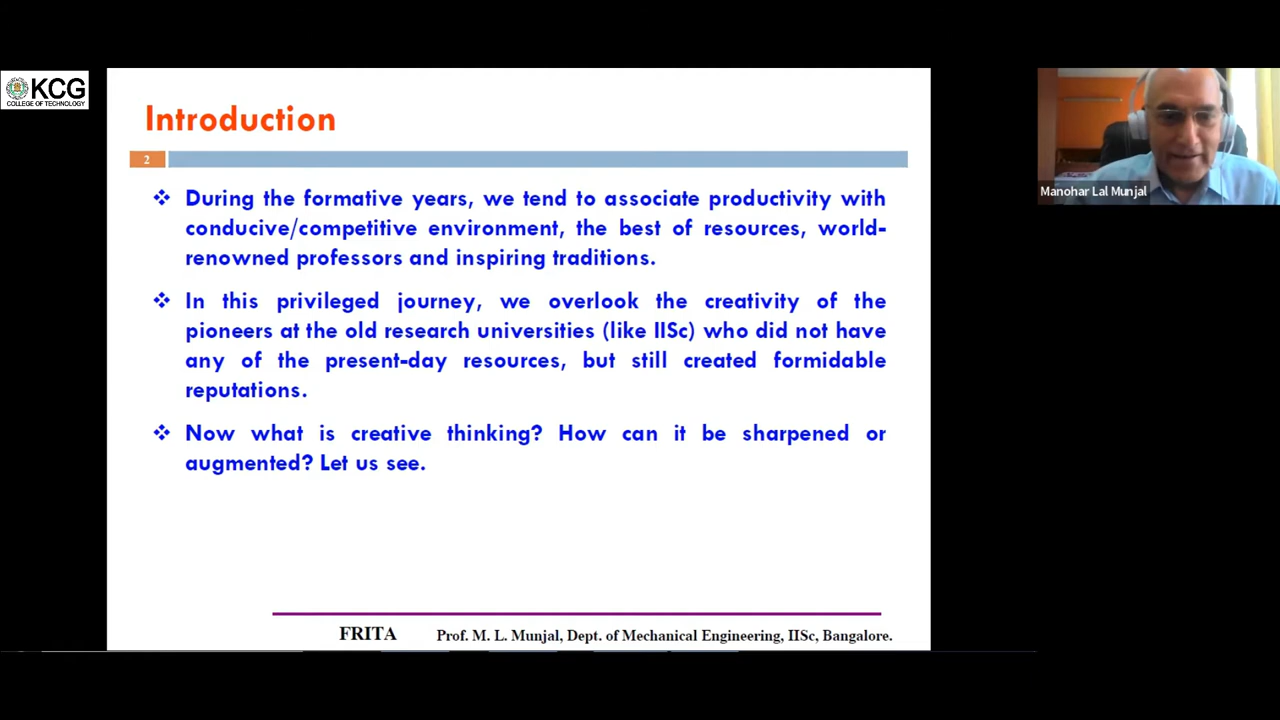 KCG
COLLEGE OF TECHNOLOGY
Introduction
2
During the formative years, we tend to associate productivity with
conducive/competitive environment, the best of resources, world-
renowned professors and inspiring traditions.
In this privileged journey, we overlook the creativity of the
pioneers at the old research universities (like IISc) who did not have
any of the present-day resources, but still created formidable
reputations.
Now what is creative thinking? How can it be sharpened or
augmented? Let us see.
FRITA Prof. M. L. Munjal, Dept. of Mechanical Engineering, IISc, Bangalore.
Manohar Lal Munjal